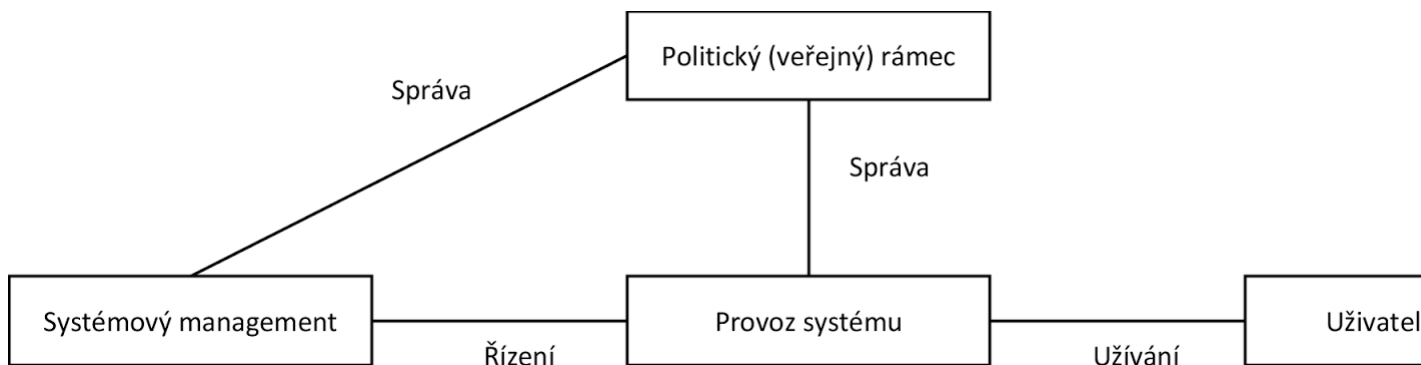 Politický (veřejný) rámec
Správa
Správa
Systémový management
Provoz systému
Uživatel
Řízení
Užívání